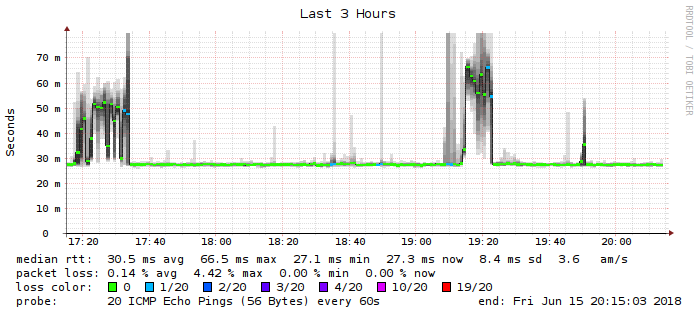 Last 3 Hours
RRDTOOL / TOBI OETIKER
Seconds
70 m
60 m
50 m
40 m
30 m
20 m
10 m
0
17:20 17:40 18:00 18:20 18:40 19:00 19:20 19:40 20:00
median rtt: 30.5 ms avg 66.5 ms max 27.1 ms min 27.3 ms now 8.4 ms sd 3.6 am/s
packet loss: 0.14 % avg 4.42 % max 0.00 % min 0.00 % now
loss color: 0 1/20 2/20 3/20 4/20 10/20 19/20
probe: 20 ICMP Echo Pings (56 Bytes) every 60s end: Fri Jun 15 20:15:03 2018